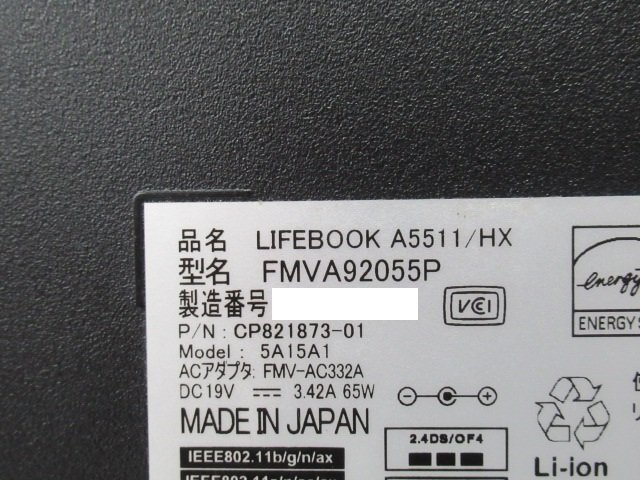 品名 LIFEBOOK A5511/HX
型名 FMVA92055P
製造番号
VCI
P/N : CP821873-01
Model : 5A15A1
ACアダプタ: FMV-AC332A
DC19V 3.42A 65W
MADE IN JAPAN
energy
ENERGY
2.4DS/OF4
IEEE802.11b/g/n/ax
Li-ion